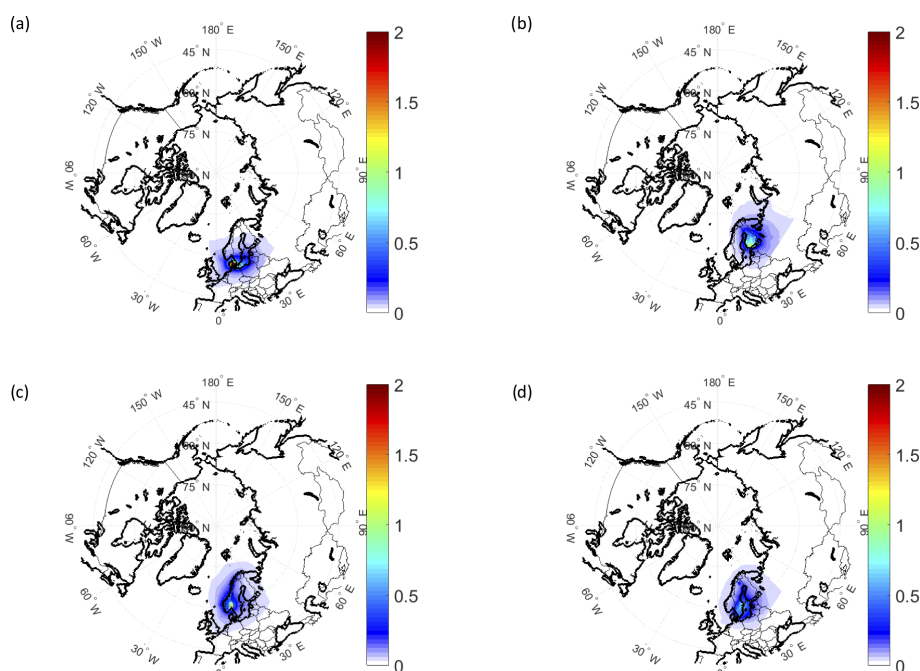 (a)
180° E
150° W
45° N
150° E
120° W
60° N
120° E
75° N
90° W
N
90° E
60° W
60° E
30° W
30° E
0°
2
1.5
1
0.5
0
(b)
180° E
150° W
45° N
150° E
120° W
60° N
120° E
75° N
90° W
N
90° E
60° W
60° E
30° W
30° E
0°
2
1.5
1
0.5
0
(c)
180° E
150° W
45° N
150° E
120° W
60° N
120° E
75° N
90° W
N
90° E
60° W
60° E
30° W
30° E
0°
2
1.5
1
0.5
0
(d)
180° E
150° W
45° N
150° E
120° W
60° N
120° E
75° N
90° W
N
90° E
60° W
60° E
30° W
30° E
0°
2
1.5
1
0.5
0